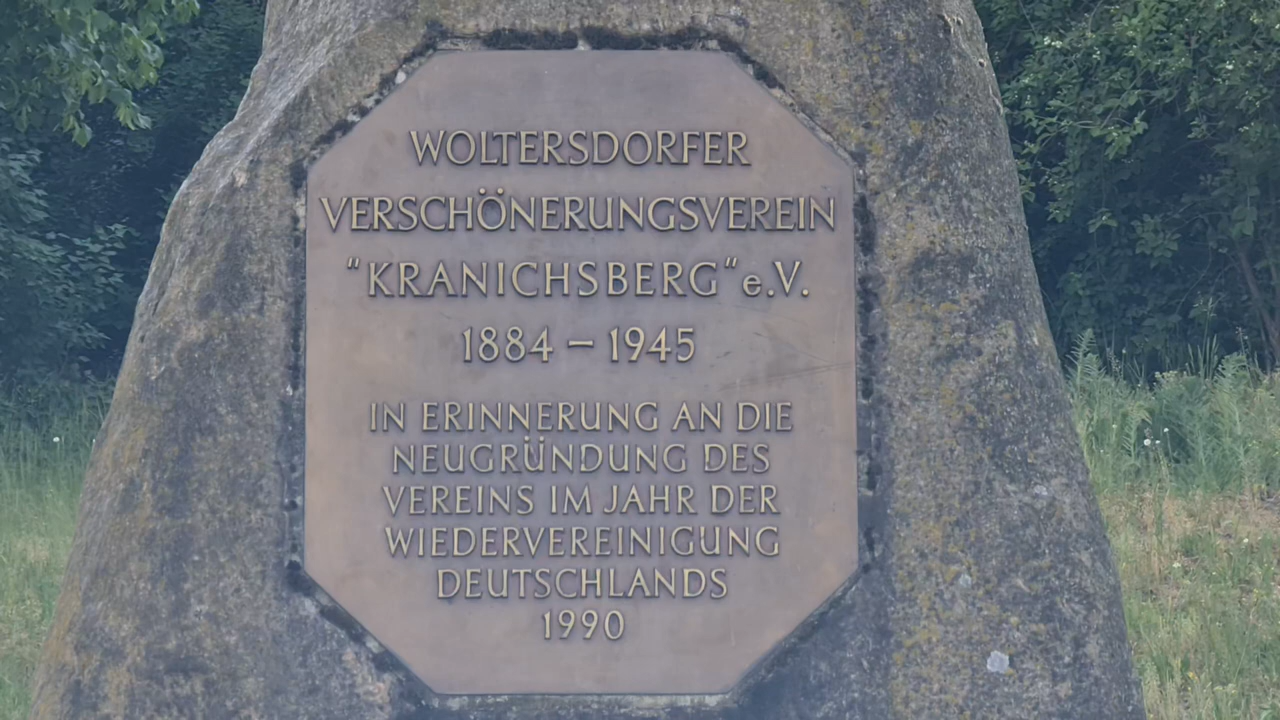 WOLTERSDORFER
VERSCHÖNERUNGSVEREIN
"KRANICHSBERG" e.V.
1884 – 1945
IN ERINNERUNG AN DIE
NEUGRÜNDUNG DES
VEREINS IM JAHR DER
WIEDERVEREINIGUNG
DEUTSCHLANDS
1990